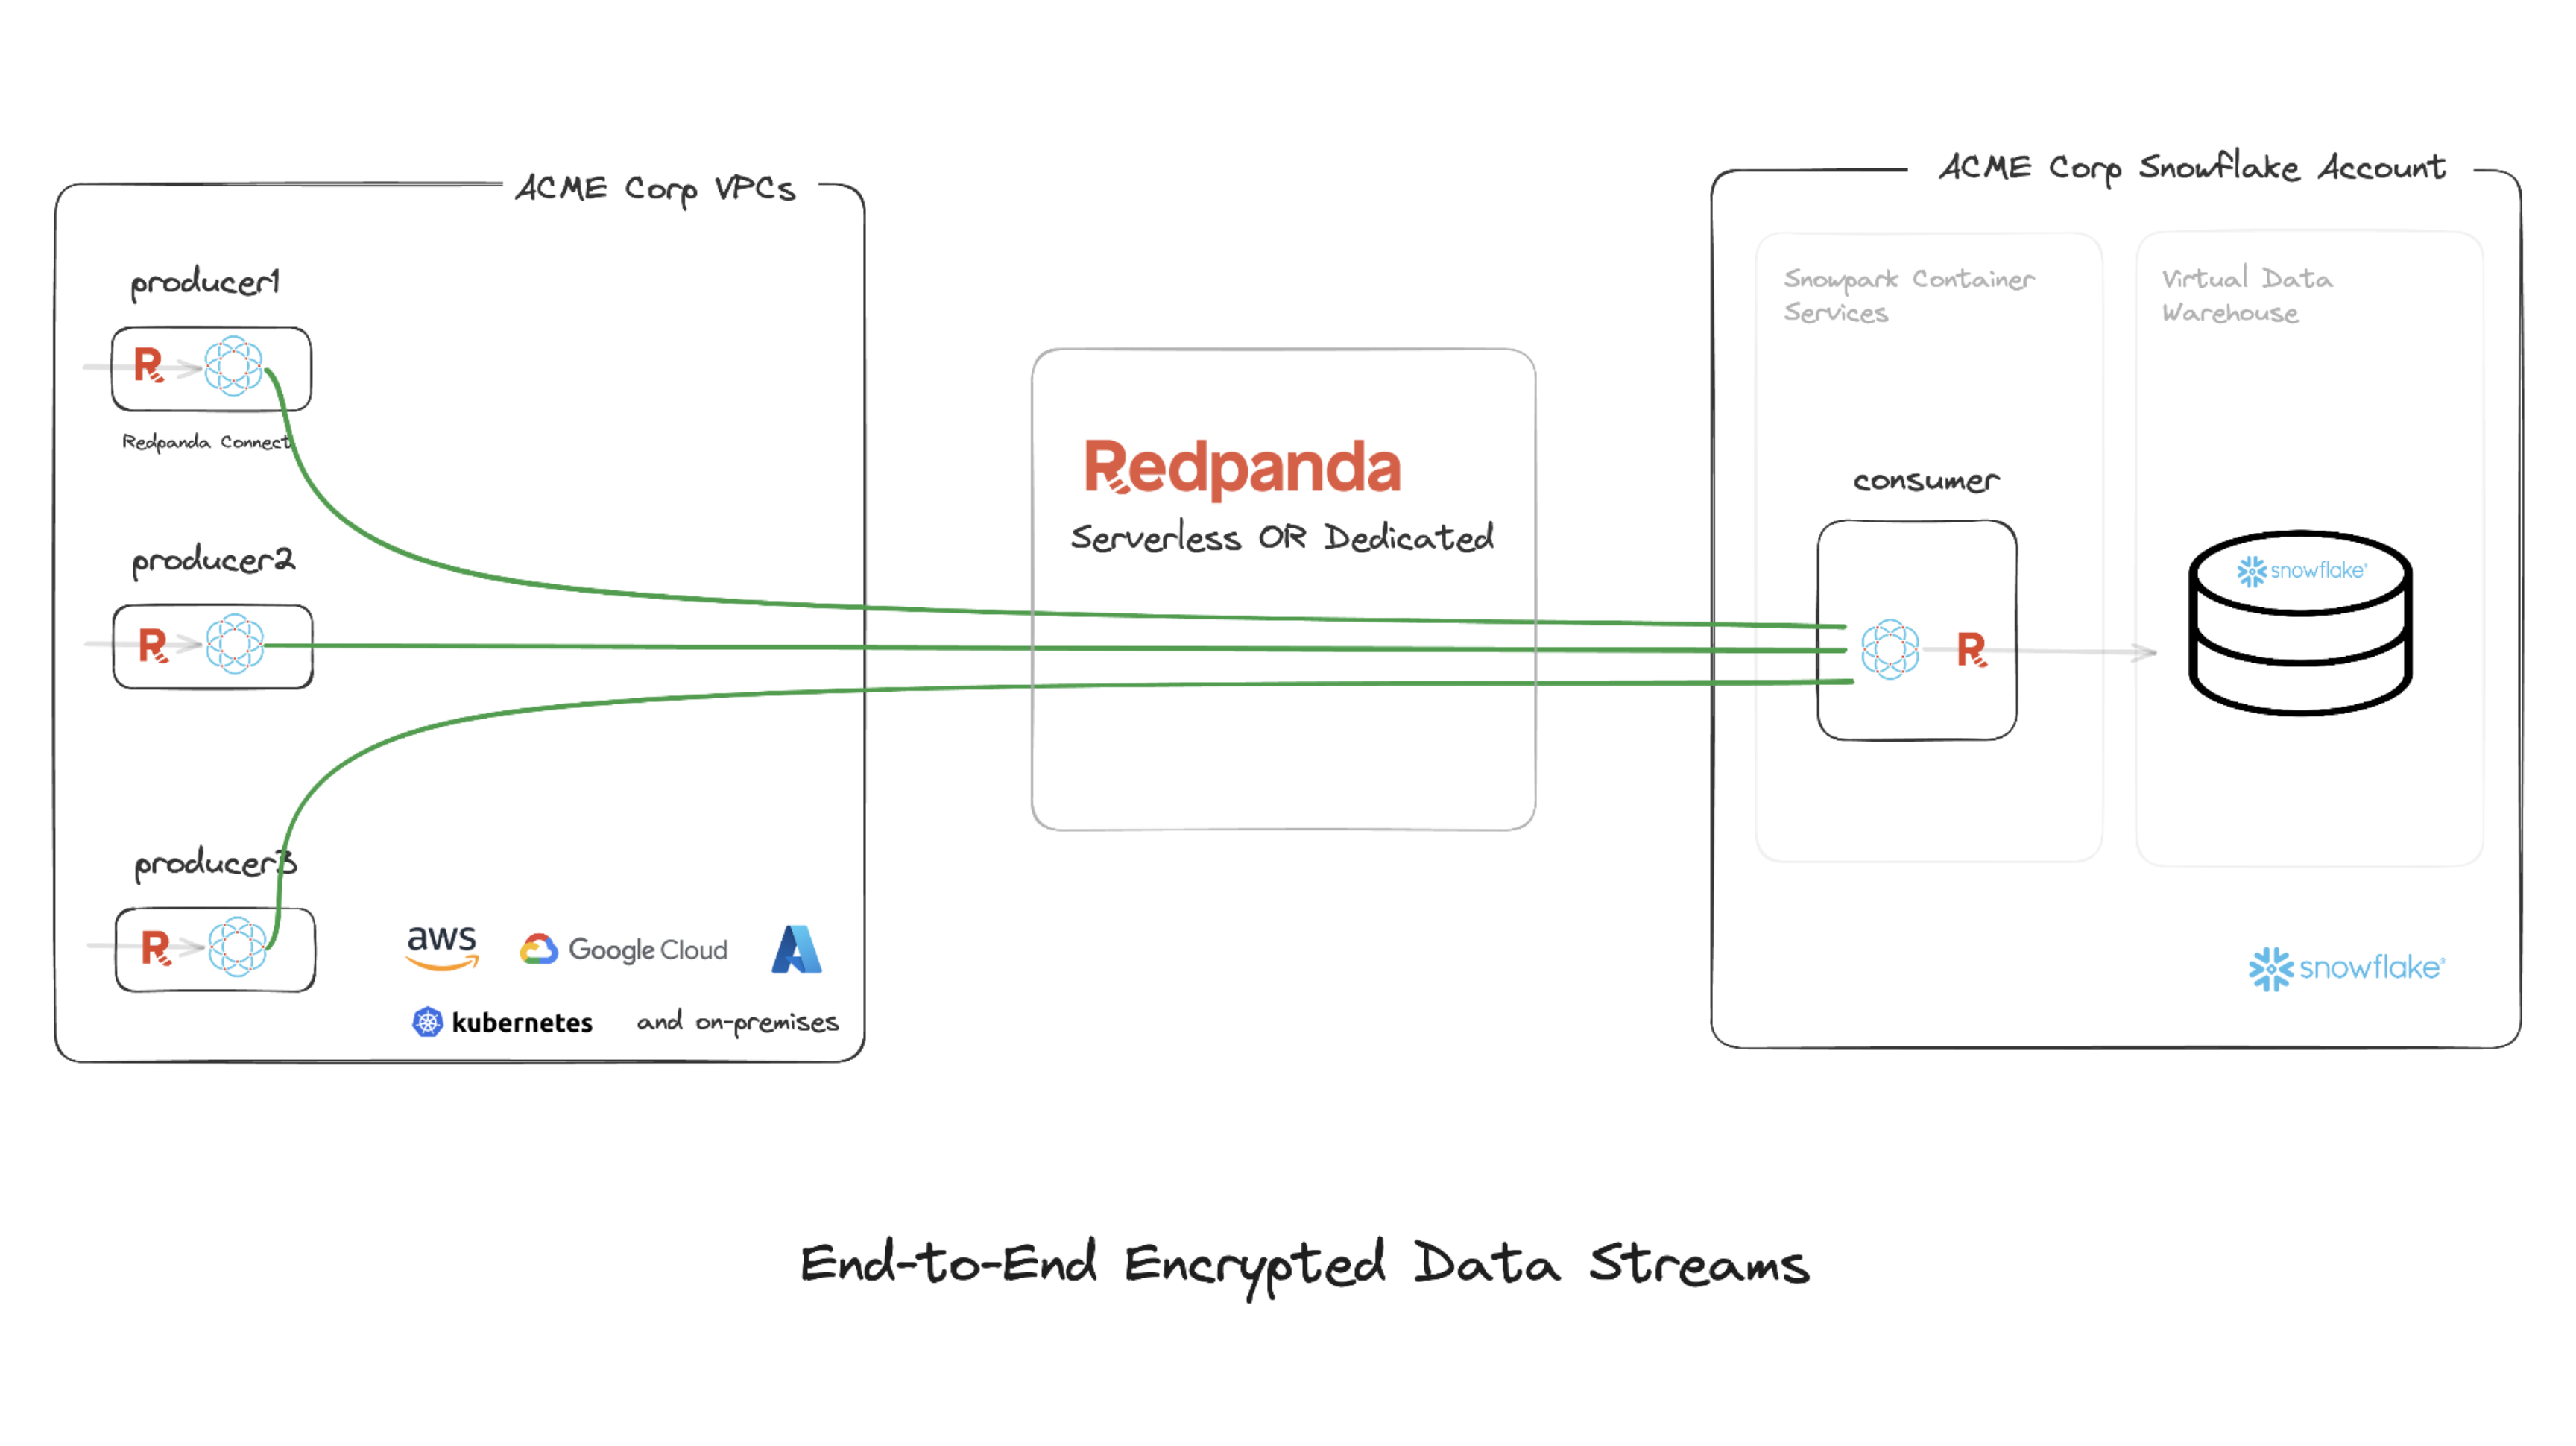 ACME Corp VPCs
producer1
R
Redpanda Connect
producer2
R
producer3
R
aws
Google Cloud
kubernetes
and on-premises
Redpanda
Serverless OR Dedicated
ACME Corp Snowflake Account
Snowpark Container
Services
consumer
R
Virtual Data
Warehouse
snowflake
snowflake
End-to-End Encrypted Data Streams